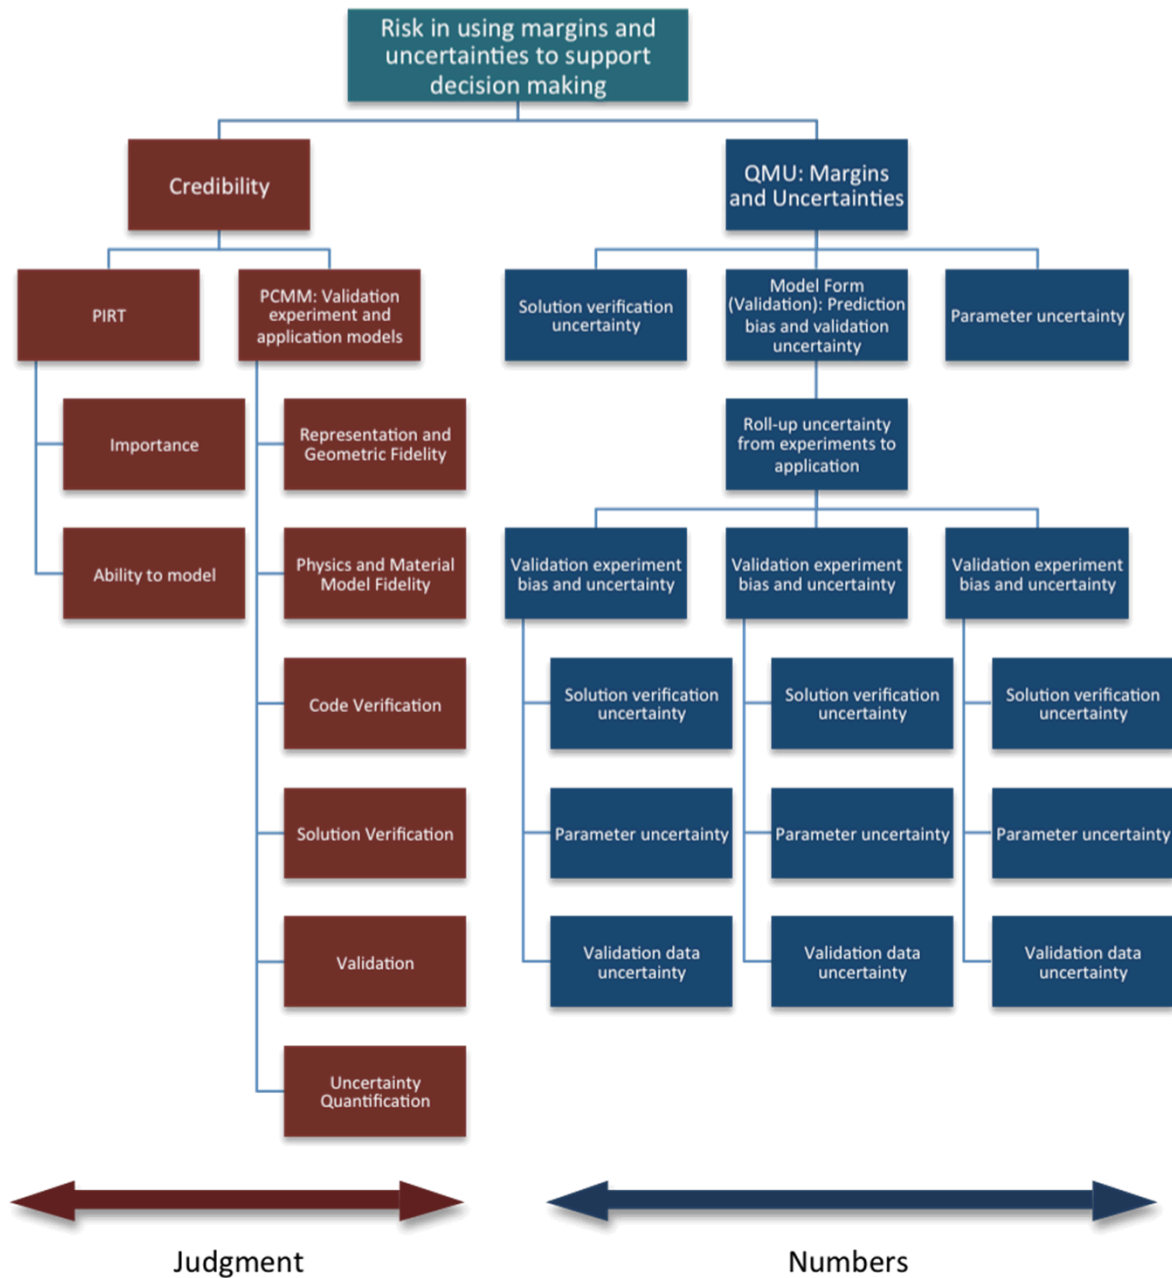 Risk in using margins and
uncertainties to support
decision making
Credibility
QMU: Margins
and Uncertainties
PIRT
PCMM: Validation
experiment and
application models
Solution verification
uncertainty
Model Form
(Validation): Prediction
bias and validation
uncertainty
Parameter uncertainty
Importance
Representation and
Geometric Fidelity
Roll-up uncertainty
from experiments to
application
Ability to model
Physics and Material
Model Fidelity
Validation experiment
bias and uncertainty
Validation experiment
bias and uncertainty
Validation experiment
bias and uncertainty
Code Verification
Solution verification
uncertainty
Solution verification
uncertainty
Solution verification
uncertainty
Solution Verification
Parameter uncertainty
Parameter uncertainty
Parameter uncertainty
Validation
Validation data
uncertainty
Validation data
uncertainty
Validation data
uncertainty
Uncertainty
Quantification
Judgment
Numbers